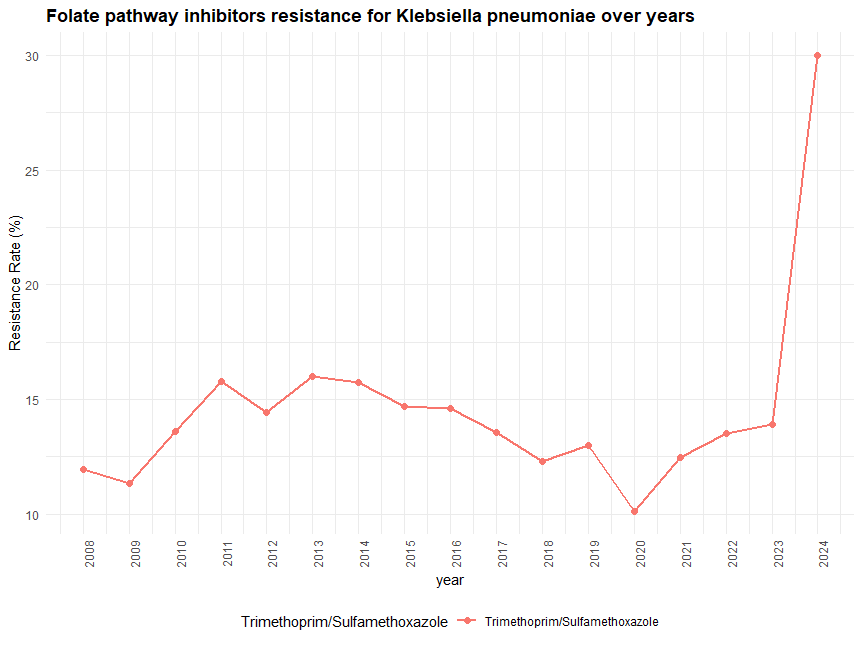 Folate pathway inhibitors resistance for Klebsiella pneumoniae over years
30
25
20
15
10
Resistance Rate (%)
2008 2009 2010 2011 2012 2013 2014 2015 2016 2017 2018 2019 2020 2021 2022 2023 2024
year
Trimethoprim/Sulfamethoxazole Trimethoprim/Sulfamethoxazole